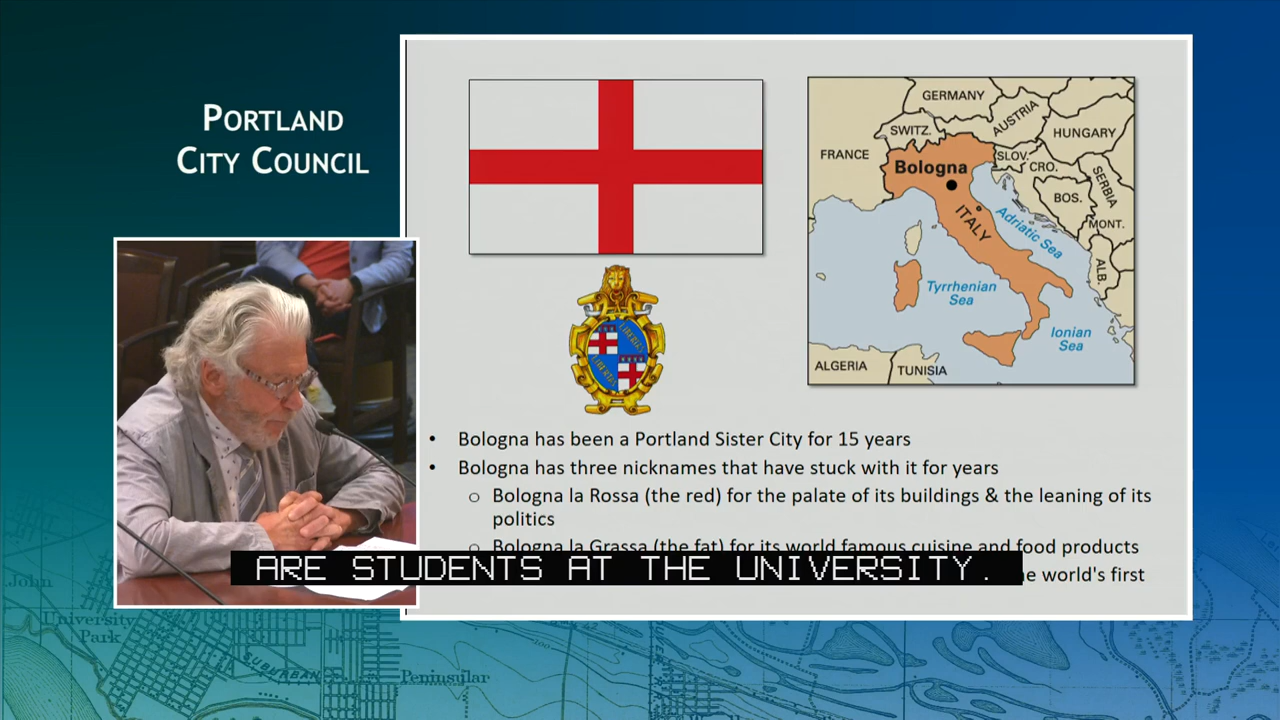 PORTLAND
CITY COUNCIL
GERMANY
AUSTRIA
SWITZ.
HUNGARY
FRANCE
SLOV.
CRO.
Bologna
BOS.
SERBIA
ITALY
Adriatic Sea
MONT.
ALB.
Tyrrhenian
Sea
Ionian
Sea
ALGERIA
TUNISIA
LIBERTAS
LIBERTAS
• Bologna has been a Portland Sister City for 15 years
• Bologna has three nicknames that have stuck with it for years
o Bologna la Rossa (the red) for the palate of its buildings & the leaning of its
politics
o Bologna la Grassa (the fat) for its world famous cuisine and food products
ARE STUDENTS AT THE UNIVERSITY.
world's first
John
University
Park
SUBURBAN
Peninsular
100